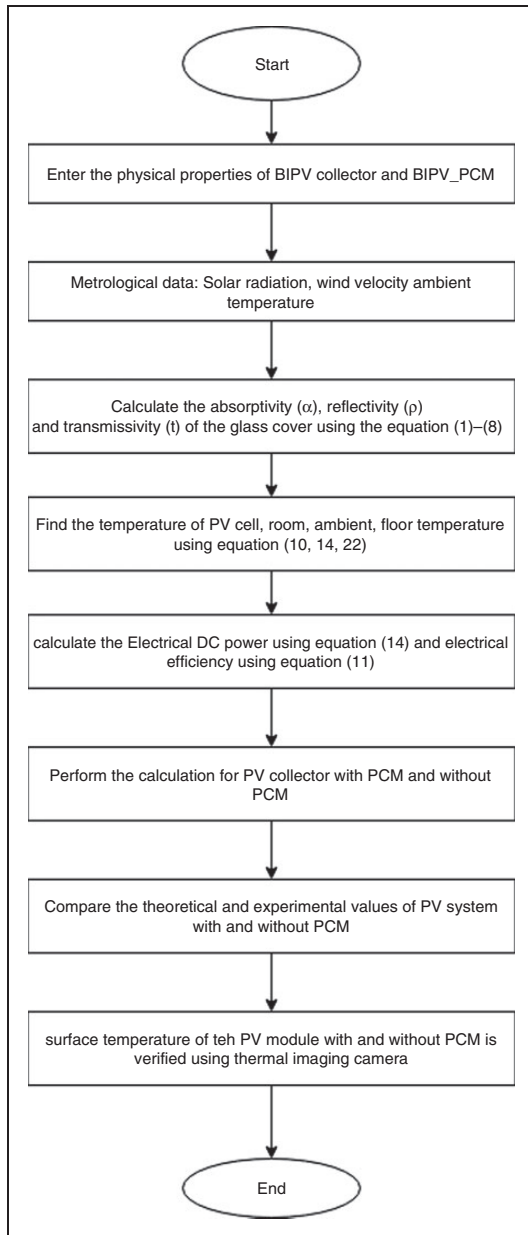 Start
Enter the physical properties of BIPV collector and BIPV_PCM
Metrological data: Solar radiation, wind velocity ambient
temperature
Calculate the absorptivity (α), reflectivity (ρ)
and transmissivity (t) of the glass cover using the equation (1)–(8)
Find the temperature of PV cell, room, ambient, floor temperature
using equation (10, 14, 22)
calculate the Electrical DC power using equation (14) and electrical
efficiency using equation (11)
Perform the calculation for PV collector with PCM and without
PCM
Compare the theoretical and experimental values of PV system
with and without PCM
surface temperature of teh PV module with and without PCM is
verified using thermal imaging camera
End